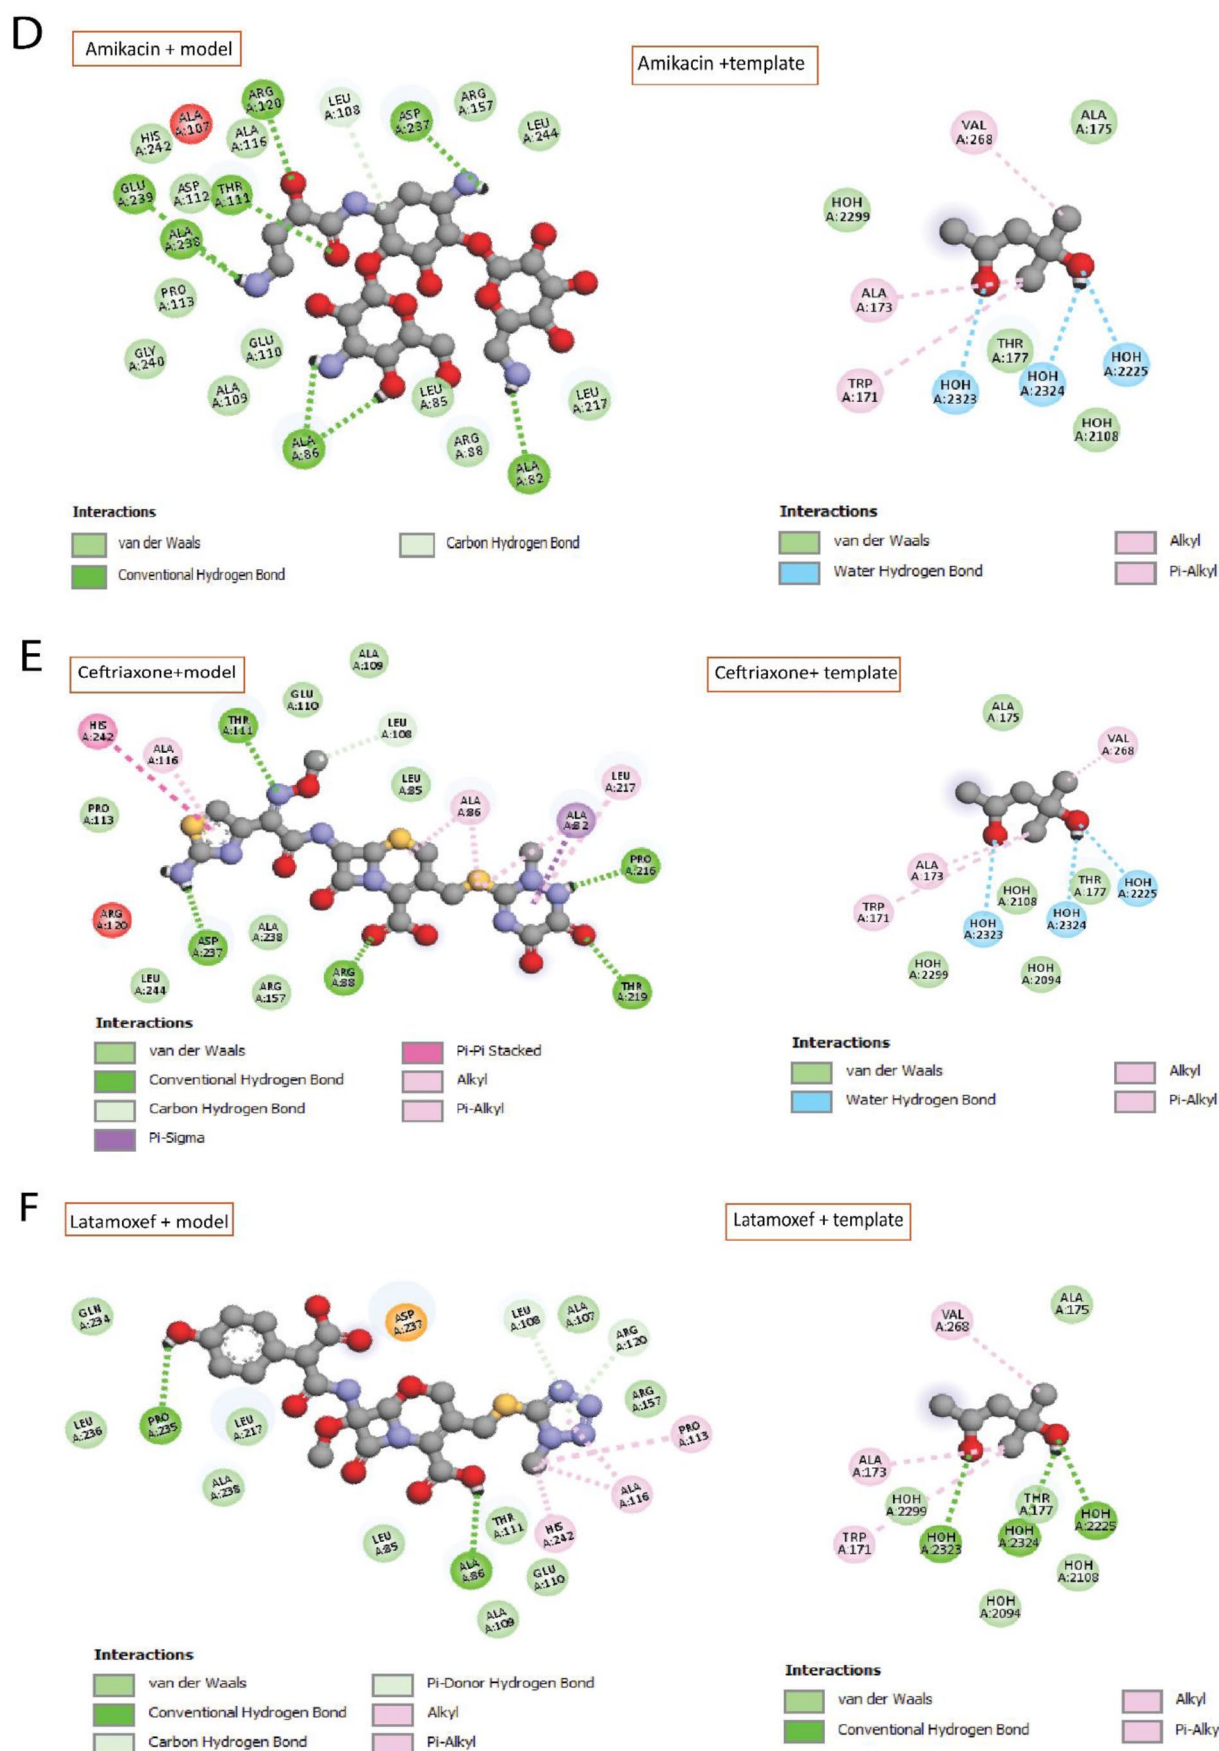 D
Amikacin + model
Amikacin +template
ARG
A:120
LEU
A:108
ASP
A:237
ARG
A:157
LEU
A:244
ALA
A:107
HIS
A:242
ALA
A:116
GLU
A:239
ASP
A:112
THR
A:111
ALA
A:238
PRO
A:113
GLY
A:240
GLU
A:110
ALA
A:109
LEU
A:85
LEU
A:217
ALA
A:86
ARG
A:88
ALA
A:82
VAL
A:268
ALA
A:175
HOH
A:2299
ALA
A:173
THR
A:177
TRP
A:171
HOH
A:2323
HOH
A:2324
HOH
A:2225
HOH
A:2108
Interactions
van der Waals
Conventional Hydrogen Bond
Carbon Hydrogen Bond
Interactions
van der Waals
Water Hydrogen Bond
Alkyl
Pi-Alkyl
E
Ceftriaxone+model
Ceftriaxone+ template
ALA
A:109
GLU
A:110
HIS
A:242
THR
A:111
LEU
A:108
ALA
A:116
LEU
A:85
ALA
A:86
LEU
A:217
PRO
A:113
ALA
A:82
PRO
A:216
ARG
A:120
ASP
A:237
ALA
A:238
LEU
A:244
ARG
A:157
ARG
A:88
THR
A:219
ALA
A:175
VAL
A:268
ALA
A:173
TRP
A:171
HOH
A:2108
THR
A:177
HOH
A:2225
HOH
A:2323
HOH
A:2324
HOH
A:2299
HOH
A:2094
Interactions
van der Waals
Conventional Hydrogen Bond
Carbon Hydrogen Bond
Pi-Sigma
Pi-Pi Stacked
Alkyl
Pi-Alkyl
Interactions
van der Waals
Water Hydrogen Bond
Alkyl
Pi-Alkyl
F
Latamoxef + model
Latamoxef + template
GLN
A:234
ASP
A:237
LEU
A:108
ALA
A:107
ARG
A:120
ARG
A:157
LEU
A:236
PRO
A:235
LEU
A:217
PRO
A:113
ALA
A:238
ALA
A:116
LEU
A:85
THR
A:111
HIS
A:242
ALA
A:86
GLU
A:110
ALA
A:109
VAL
A:268
ALA
A:175
ALA
A:173
HOH
A:2299
THR
A:177
TRP
A:171
HOH
A:2323
HOH
A:2324
HOH
A:2225
HOH
A:2108
HOH
A:2094
Interactions
van der Waals
Conventional Hydrogen Bond
Carbon Hydrogen Bond
Pi-Donor Hydrogen Bond
Alkyl
Pi-Alkyl
Interactions
van der Waals
Conventional Hydrogen Bond
Alkyl
Pi-Alky